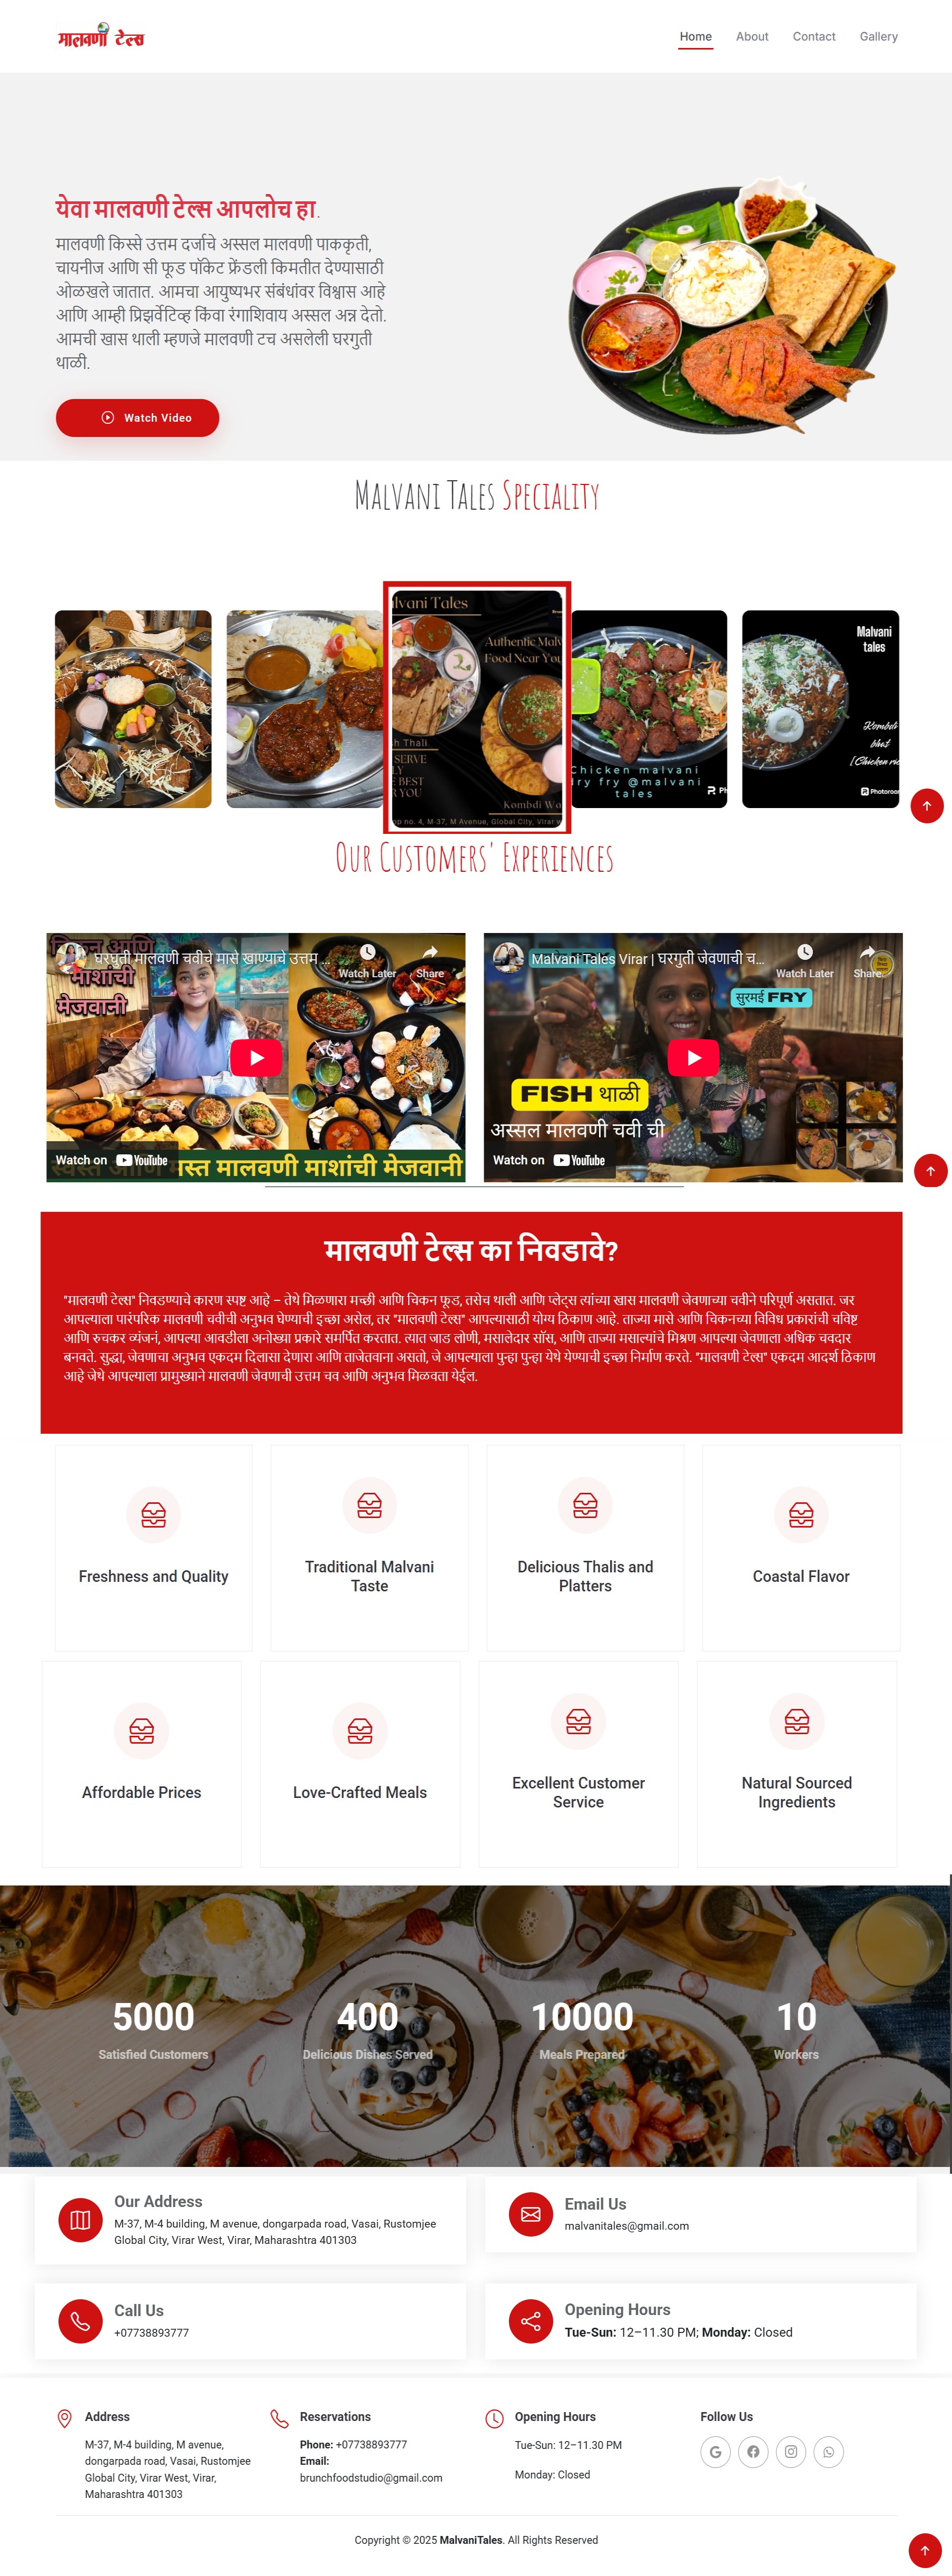 मालवणी टेल्स
Home About Contact Gallery
येवा मालवणी टेल्स आपलोच हा.
मालवणी किस्से उत्तम दर्जाचे अस्सल मालवणी पाककृती,
चायनीज आणि सी फूड पॉकेट फ्रेंडली किमतीत देण्यासाठी
ओळखले जातात. आमचा आयुष्यभर संबंधांवर विश्वास आहे
आणि आम्ही प्रिझर्वेटिव्ह किंवा रंगाशिवाय अस्सल अन्न देतो.
आमची खास थाली म्हणजे मालवणी टच असलेली घरगुती
थाळी.
Watch Video
Malvani Tales Speciality
lvani Tales
Authentic Malv
Food Near You
sh Thali
SERVE
LY
BEST
R YOU
Kombdi Wa
op no. 4, M-37, M Avenue, Global City, Virar w
Chicken malvani
dry fry @malvani
tales
Ph
Malvani
tales
Kombdi
bhat
[Chicken ric
Photoroom
Our Customers' Experiences
घरघुती मालवणी चवीचे मासे खाण्याचे उत्तम ...
Watch Later Share
चिकन आणि
माशांची
मेजवानी
Watch on YouTube
स्त मालवणी माशांची मेजवानी
Malvani Tales Virar | घरगुती जेवणाची च...
Watch Later Share
सुरमई FRY
FISH थाळी
अस्सल मालवणी चवी ची
Watch on YouTube
मालवणी टेल्स का निवडावे?
"मालवणी टेल्स" निवडण्याचे कारण स्पष्ट आहे – तेथे मिळणारा मच्छी आणि चिकन फूड, तसेच थाली आणि प्लेट्स त्यांच्या खास मालवणी जेवणाच्या चवीने परिपूर्ण असतात. जर
आपल्याला पारंपरिक मालवणी चवीची अनुभव घेण्याची इच्छा असेल, तर "मालवणी टेल्स" आपल्यासाठी योग्य ठिकाण आहे. ताज्या मासे आणि चिकनच्या विविध प्रकारांची चविष्ट
आणि रुचकर व्यंजनं, आपल्या आवडीला अनोख्या प्रकारे समर्पित करतात. त्यात जाड लोणी, मसालेदार सॉस, आणि ताज्या मसाल्यांचे मिश्रण आपल्या जेवणाला अधिक चवदार
बनवते. सुद्धा, जेवणाचा अनुभव एकदम दिलासा देणारा आणि ताजेतवाना असतो, जे आपल्याला पुन्हा पुन्हा येथे येण्याची इच्छा निर्माण करते. "मालवणी टेल्स" एकदम आदर्श ठिकाण
आहे जेथे आपल्याला प्रामुख्याने मालवणी जेवणाची उत्तम चव आणि अनुभव मिळवता येईल.
Freshness and Quality
Traditional Malvani
Taste
Delicious Thalis and
Platters
Coastal Flavor
Affordable Prices
Love-Crafted Meals
Excellent Customer
Service
Natural Sourced
Ingredients
5000 400 10000 10
Satisfied Customers Delicious Dishes Served Meals Prepared Workers
Our Address
M-37, M-4 building, M avenue, dongarpada road, Vasai, Rustomjee
Global City, Virar West, Virar, Maharashtra 401303
Email Us
malvanitales@gmail.com
Call Us
+07738893777
Opening Hours
Tue-Sun: 12–11.30 PM; Monday: Closed
Address
M-37, M-4 building, M avenue,
dongarpada road, Vasai, Rustomjee
Global City, Virar West, Virar,
Maharashtra 401303
Reservations
Phone: +07738893777
Email:
brunchfoodstudio@gmail.com
Opening Hours
Tue-Sun: 12–11.30 PM
Monday: Closed
Follow Us
Copyright © 2025 MalvaniTales. All Rights Reserved